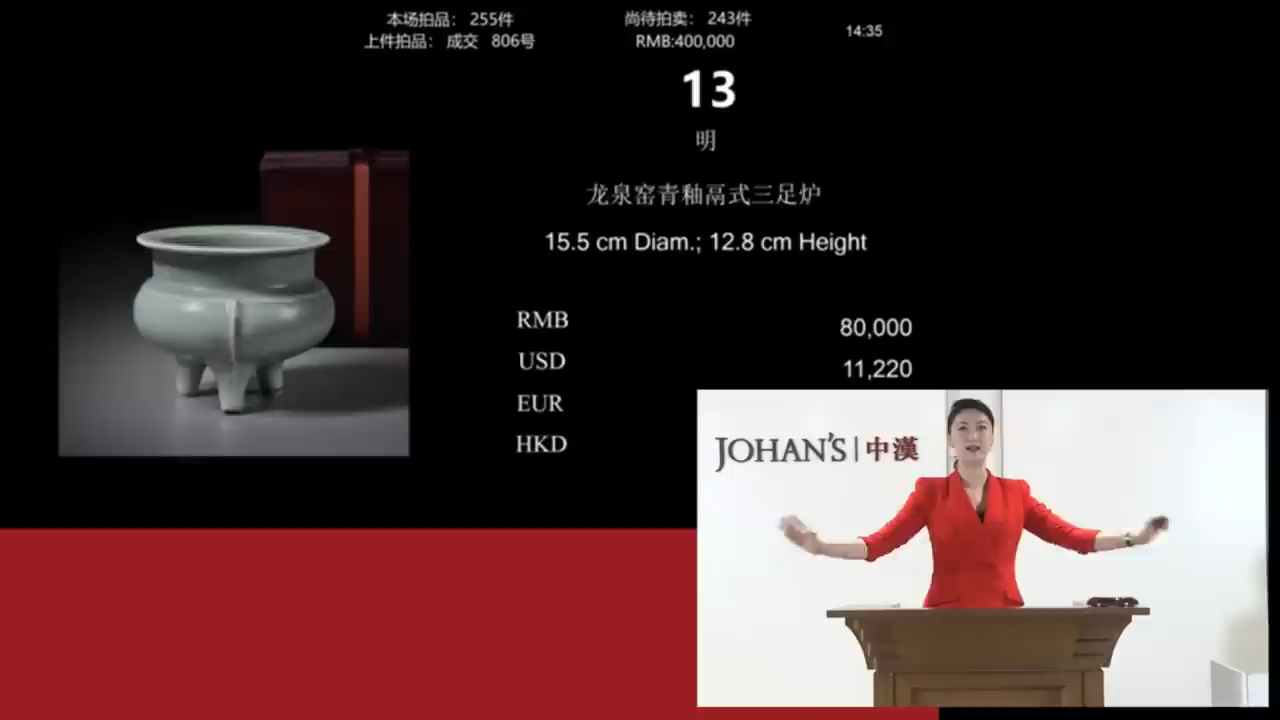 本场拍品： 255件
上件拍品： 成交 806号
尚待拍卖： 243件
RMB:400,000
14:35
13
明
龙泉窑青釉鬲式三足炉
15.5 cm Diam.; 12.8 cm Height
RMB 80,000
USD 11,220
EUR
HKD
JOHAN'S | 中漢